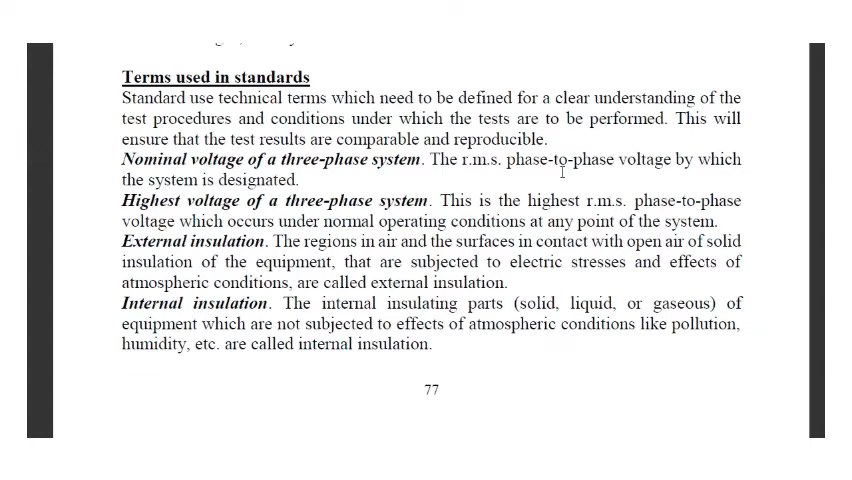 Terms used in standards
Standard use technical terms which need to be defined for a clear understanding of the
test procedures and conditions under which the tests are to be performed. This will
ensure that the test results are comparable and reproducible.
Nominal voltage of a three-phase system. The r.m.s. phase-to-phase voltage by which
the system is designated.
Highest voltage of a three-phase system. This is the highest r.m.s. phase-to-phase
voltage which occurs under normal operating conditions at any point of the system.
External insulation. The regions in air and the surfaces in contact with open air of solid
insulation of the equipment, that are subjected to electric stresses and effects of
atmospheric conditions, are called external insulation.
Internal insulation. The internal insulating parts (solid, liquid, or gaseous) of
equipment which are not subjected to effects of atmospheric conditions like pollution,
humidity, etc. are called internal insulation.
77